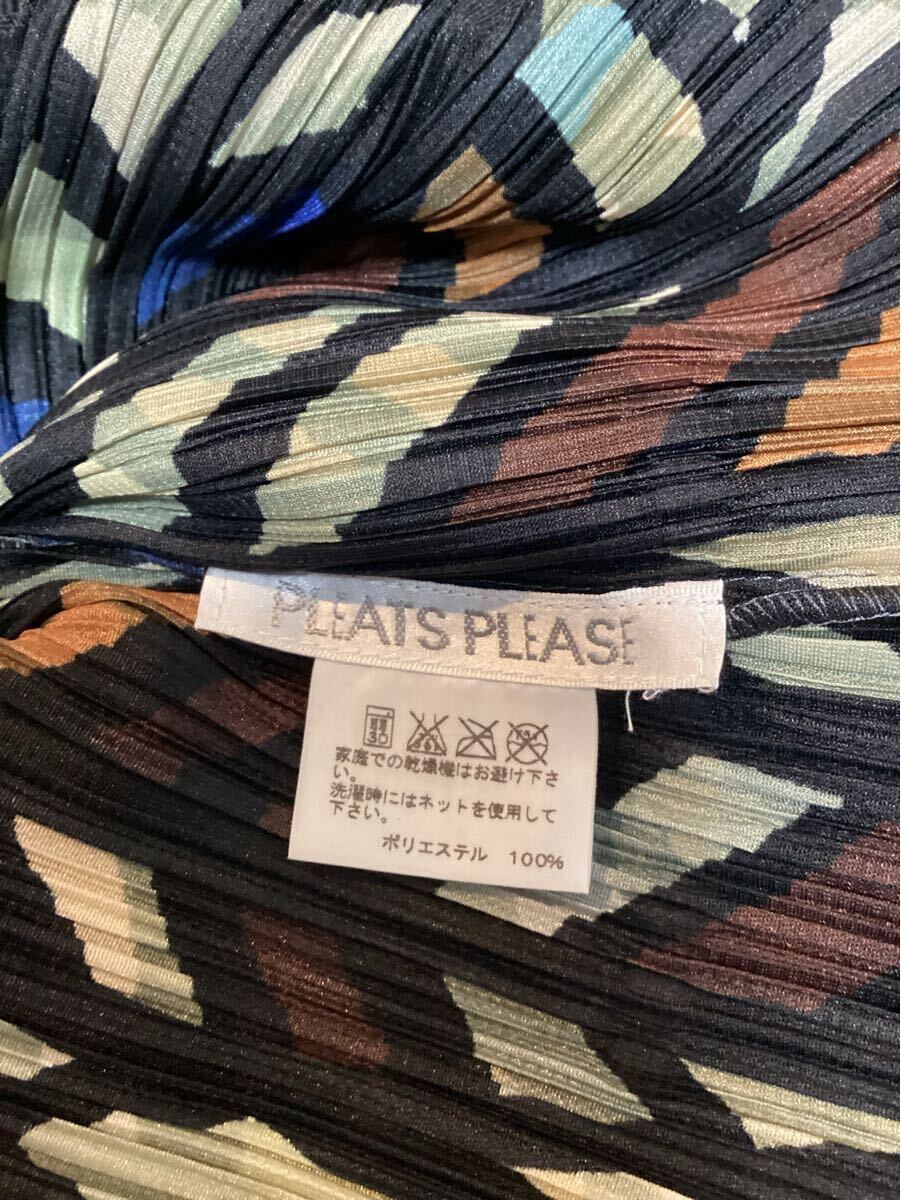 PLEATS PLEASE
弱
30
家庭での乾燥機はお避け下さ
い。
洗濯時にはネットを使用して
下さい。
ポリエステル 100%